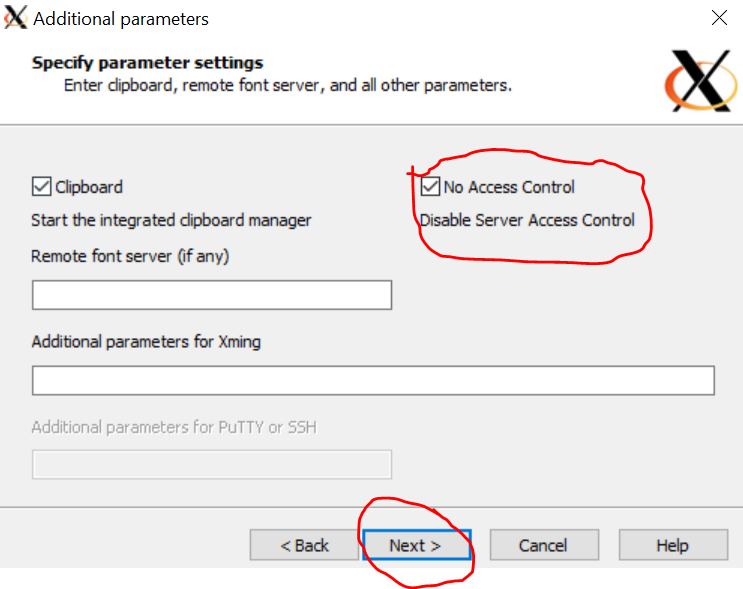 Additional parameters
Specify parameter settings
Enter clipboard, remote font server, and all other parameters.
Clipboard
No Access Control
Start the integrated clipboard manager
Disable Server Access Control
Remote font server (if any)
Additional parameters for Xming
Additional parameters for PuTTY or SSH
< Back
Next >
Cancel
Help